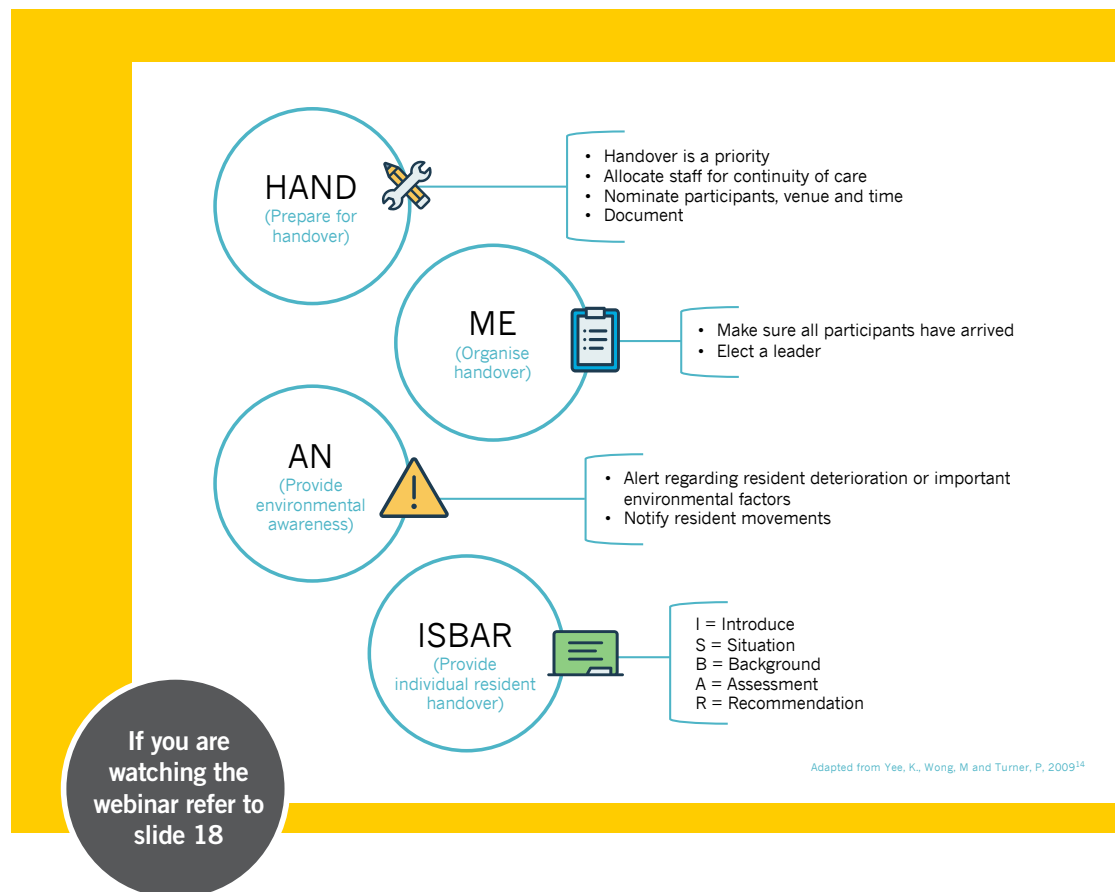 HAND
(Prepare for
handover)
• Handover is a priority
• Allocate staff for continuity of care
• Nominate participants, venue and time
• Document
ME
(Organise
handover)
• Make sure all participants have arrived
• Elect a leader
AN
(Provide
environmental
awareness)
• Alert regarding resident deterioration or important
environmental factors
• Notify resident movements
ISBAR
(Provide
individual resident
handover)
I = Introduce
S = Situation
B = Background
A = Assessment
R = Recommendation
Adapted from Yee, K., Wong, M and Turner, P, 2009¹⁴
If you are
watching the
webinar refer to
slide 18